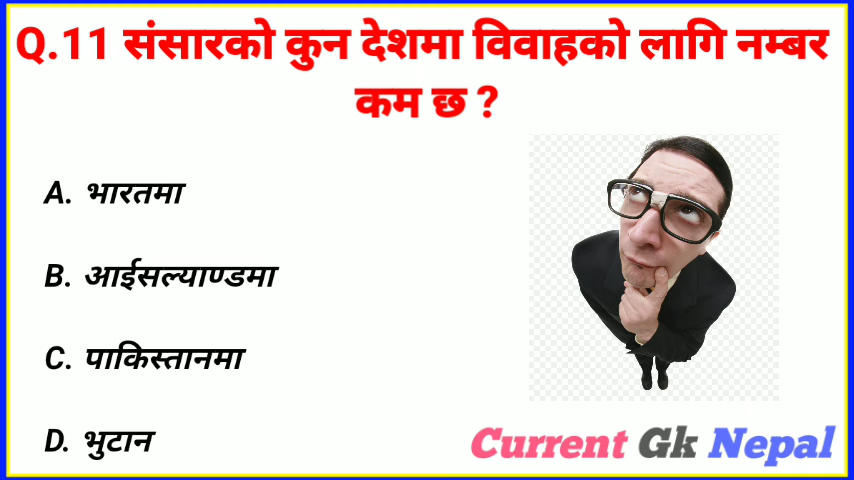 Q.11 संसारको कुन देशमा विवाहको लागि नम्बर
कम छ ?
A. भारतमा
B. आईसल्याण्डमा
C. पाकिस्तानमा
D. भुटान
Current Gk Nepal